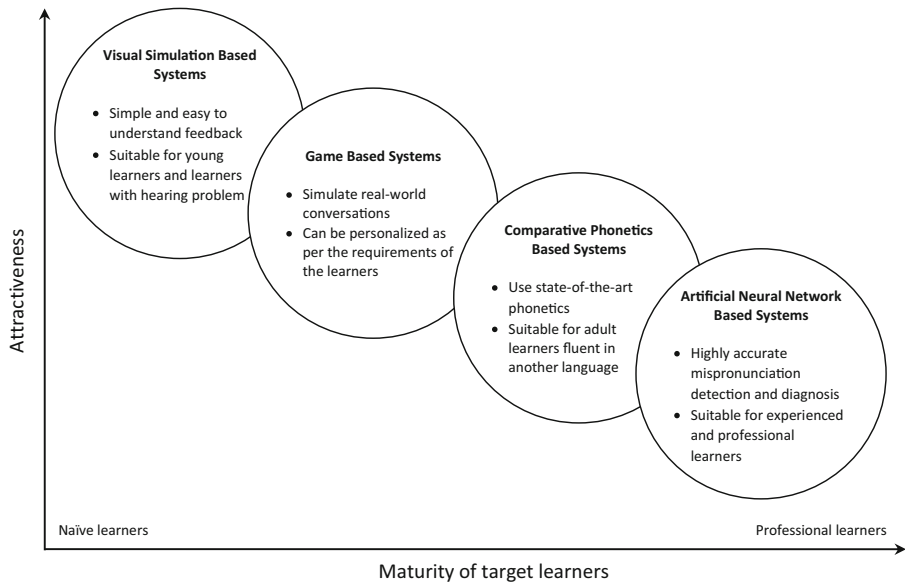 Visual Simulation Based
Systems
• Simple and easy to
understand feedback
• Suitable for young
learners and learners
with hearing problem
Game Based Systems
• Simulate real-world
conversations
• Can be personalized as
per the requirements of
the learners
Comparative Phonetics
Based Systems
• Use state-of-the-art
phonetics
• Suitable for adult
learners fluent in
another language
Artificial Neural Network
Based Systems
• Highly accurate
mispronunciation
detection and diagnosis
• Suitable for experienced
and professional
learners
Attractiveness
Naïve learners
Professional learners
Maturity of target learners